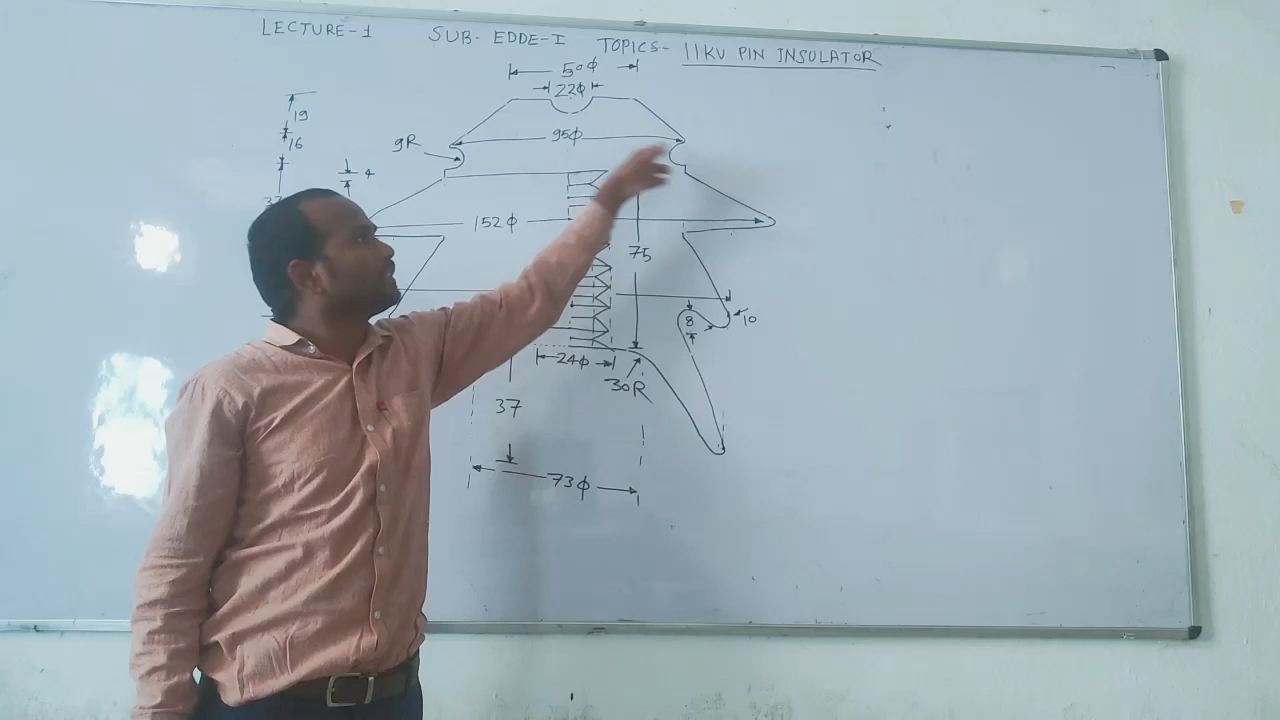 LECTURE-1 SUB- EDDE-I TOPICS- 11KV PIN INSULATOR
50φ
22φ
19
16
9R
95φ
4
152φ
75
8
10
24φ
30R
37
73φ